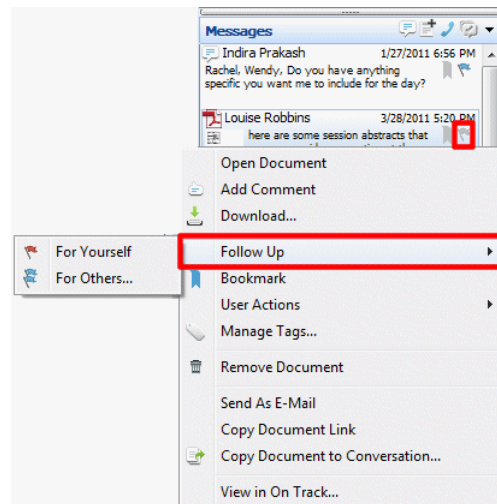 Messages
Indira Prakash 1/27/2011 6:56 PM
Rachel, Wendy, Do you have anything
specific you want me to include for the day?
Louise Robbins 3/28/2011 5:20 PM
here are some session abstracts that
Open Document
Add Comment
Download...
Follow Up
For Yourself
For Others...
Bookmark
User Actions
Manage Tags...
Remove Document
Send As E-Mail
Copy Document Link
Copy Document to Conversation...
View in On Track...